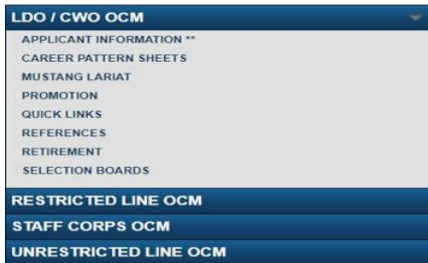 LDO / CWO OCM
APPLICANT INFORMATION **
CAREER PATTERN SHEETS
MUSTANG LARIAT
PROMOTION
QUICK LINKS
REFERENCES
RETIREMENT
SELECTION BOARDS
RESTRICTED LINE OCM
STAFF CORPS OCM
UNRESTRICTED LINE OCM